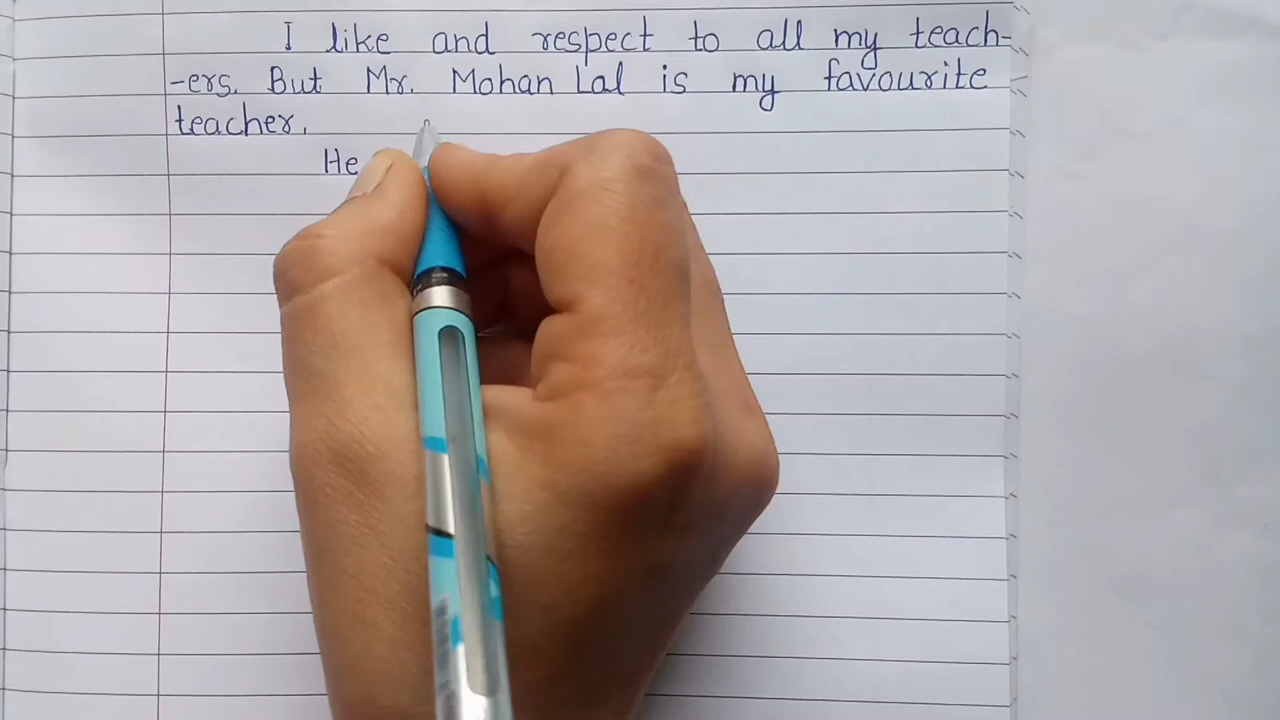 I like and respect to all my teach-
-ers. But Mr. Mohan Lal is my favourite
teacher.
He